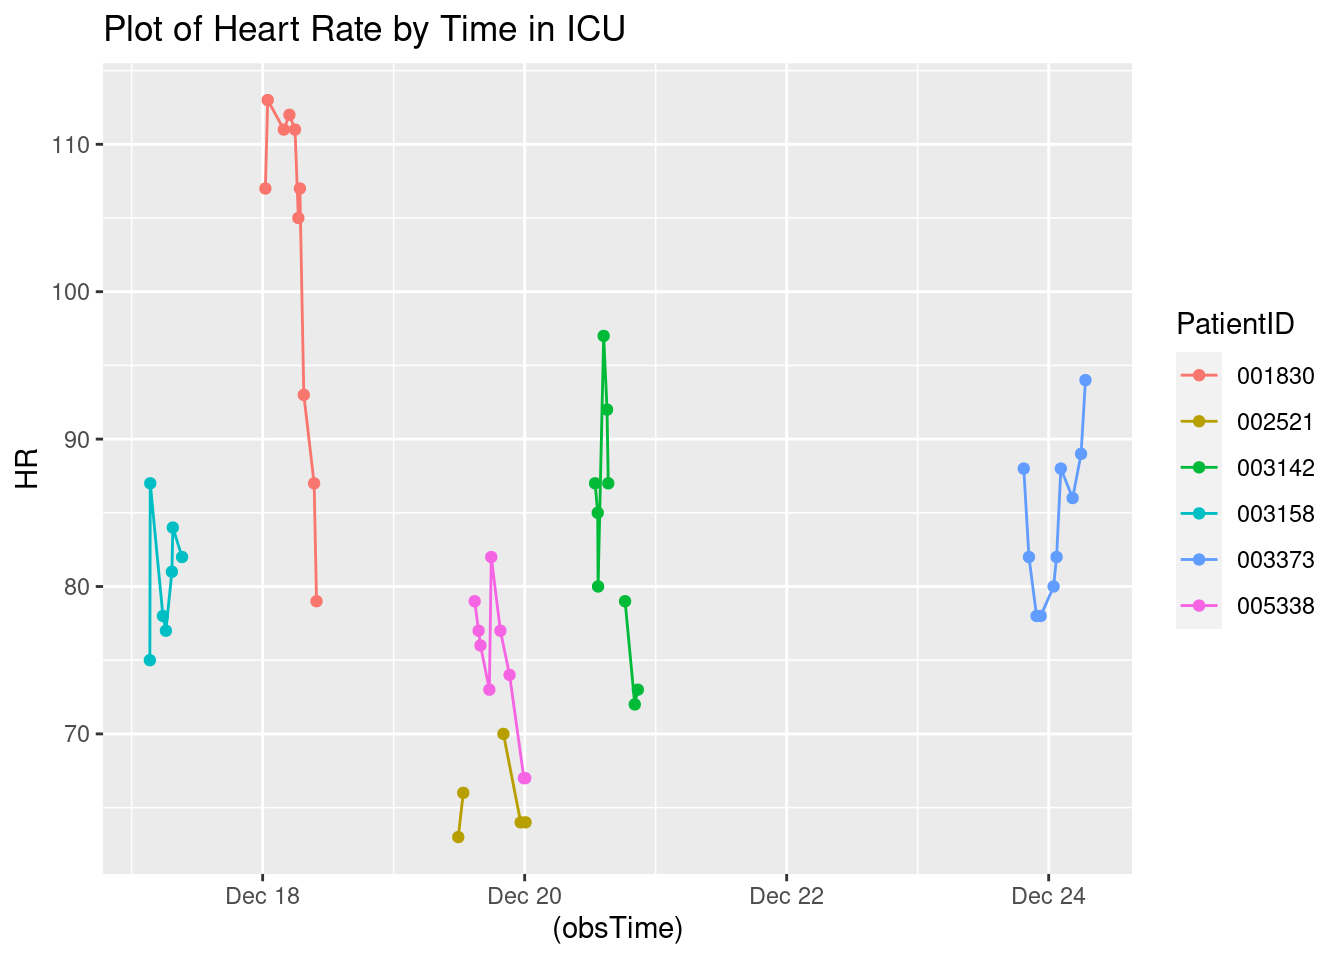 Plot of Heart Rate by Time in ICU
110
100
90
80
70
HR
Dec 18
Dec 20
Dec 22
Dec 24
(obsTime)
PatientID
001830
002521
003142
003158
003373
005338